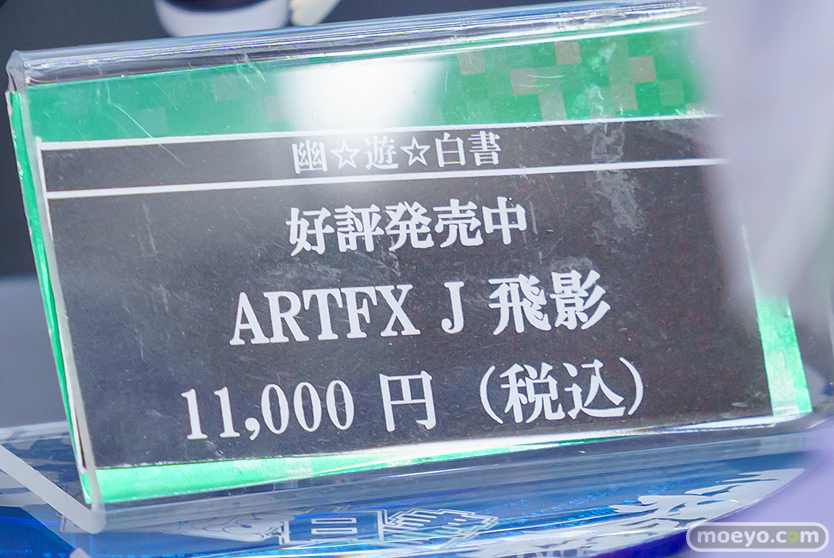 幽☆遊☆白書
好評発売中
ARTFX J 飛影
11,000 円 (税込)
moeyo.com